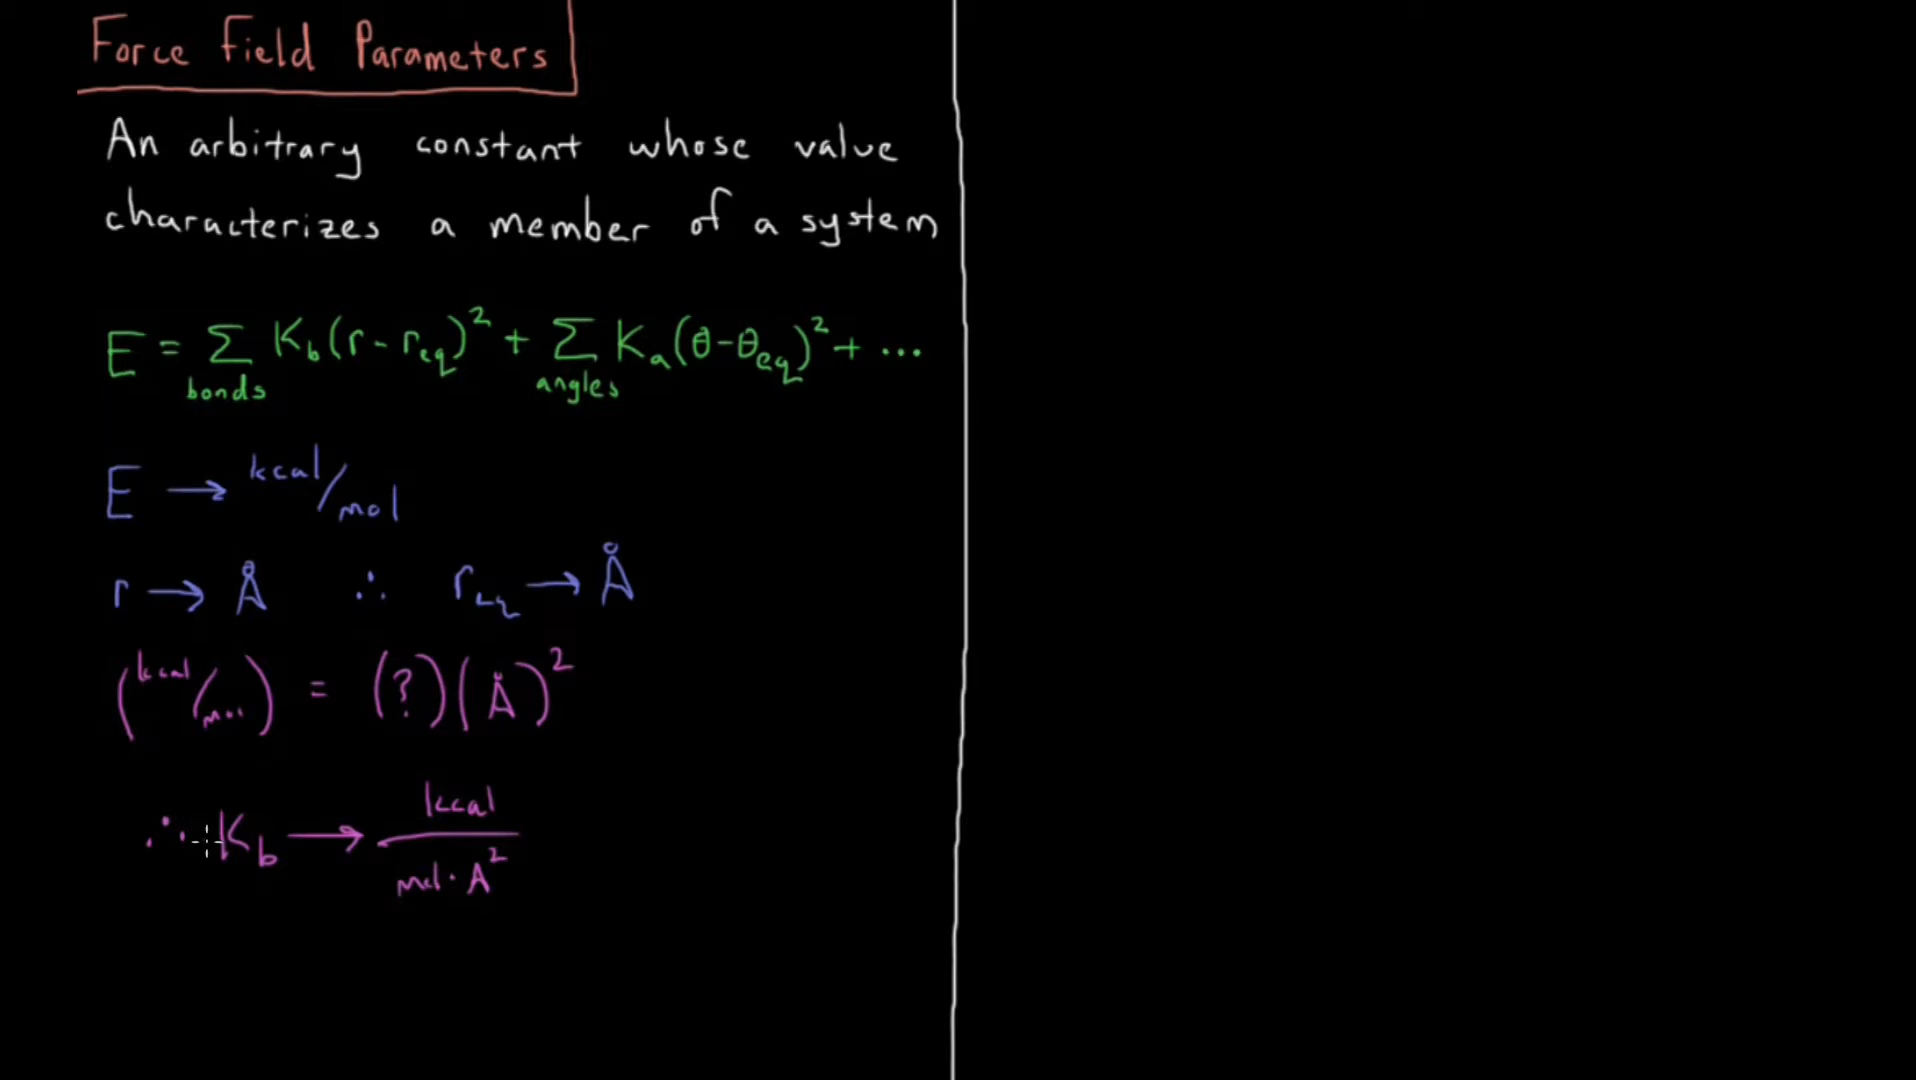 Force Field Parameters
An arbitrary constant whose value
characterizes a member of a system
E = ∑ K_b (r - r_eq)² + ∑ K_a (θ - θ_eq)² + ...
bonds angles
E → kcal/mol
r → Å ∴ r_eq → Å
(kcal/mol) = (?)(Å)²
∴ K_b → kcal
mol · A²